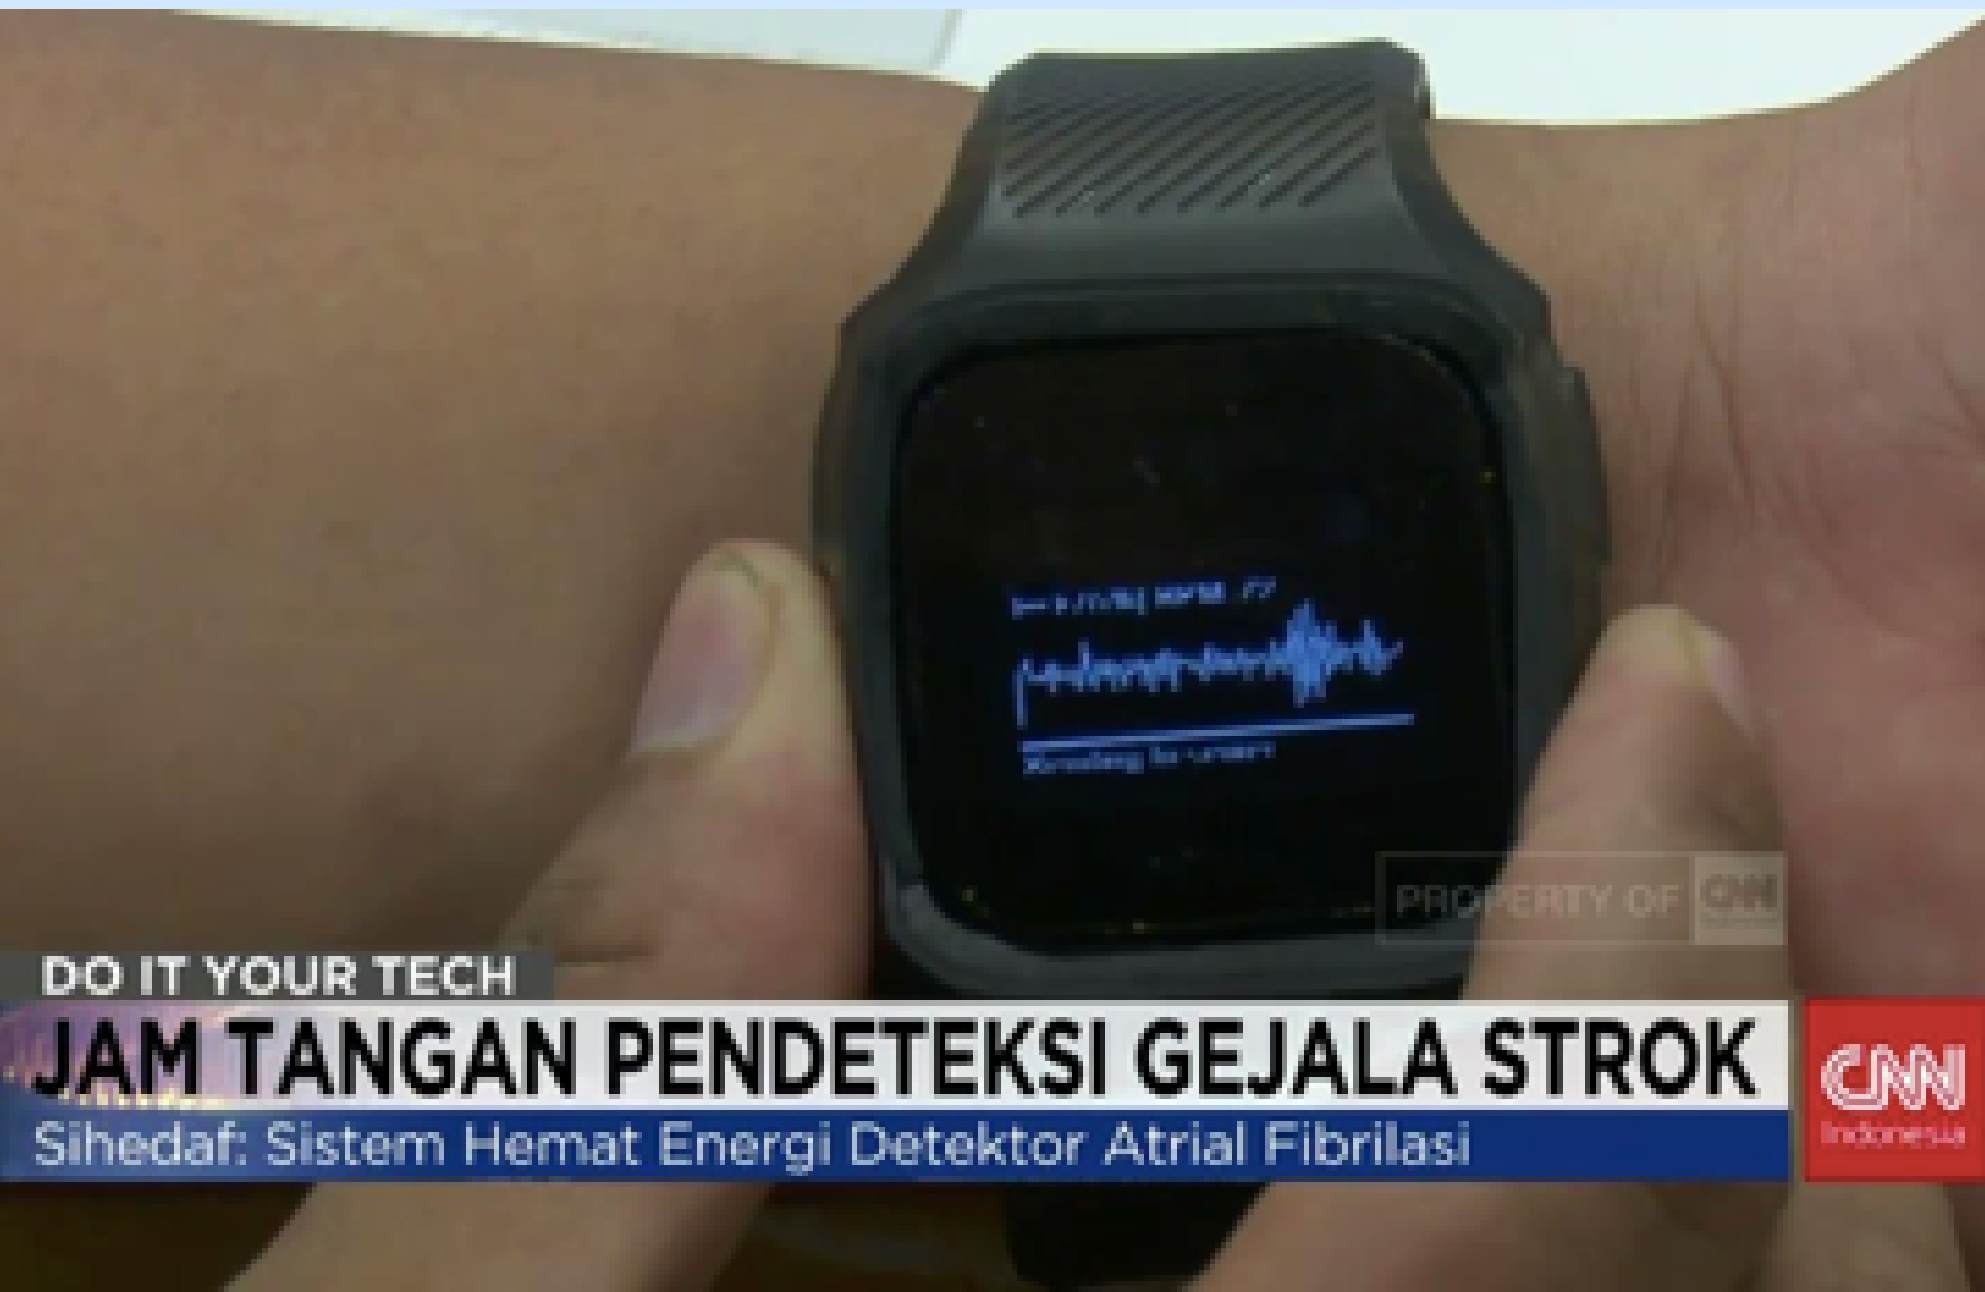 PROPERTY OF CNN
DO IT YOUR TECH
JAM TANGAN PENDETEKSI GEJALA STROK
Sihedaf: Sistem Hemat Energi Detektor Atrial Fibrilasi
CNN
Indonesia